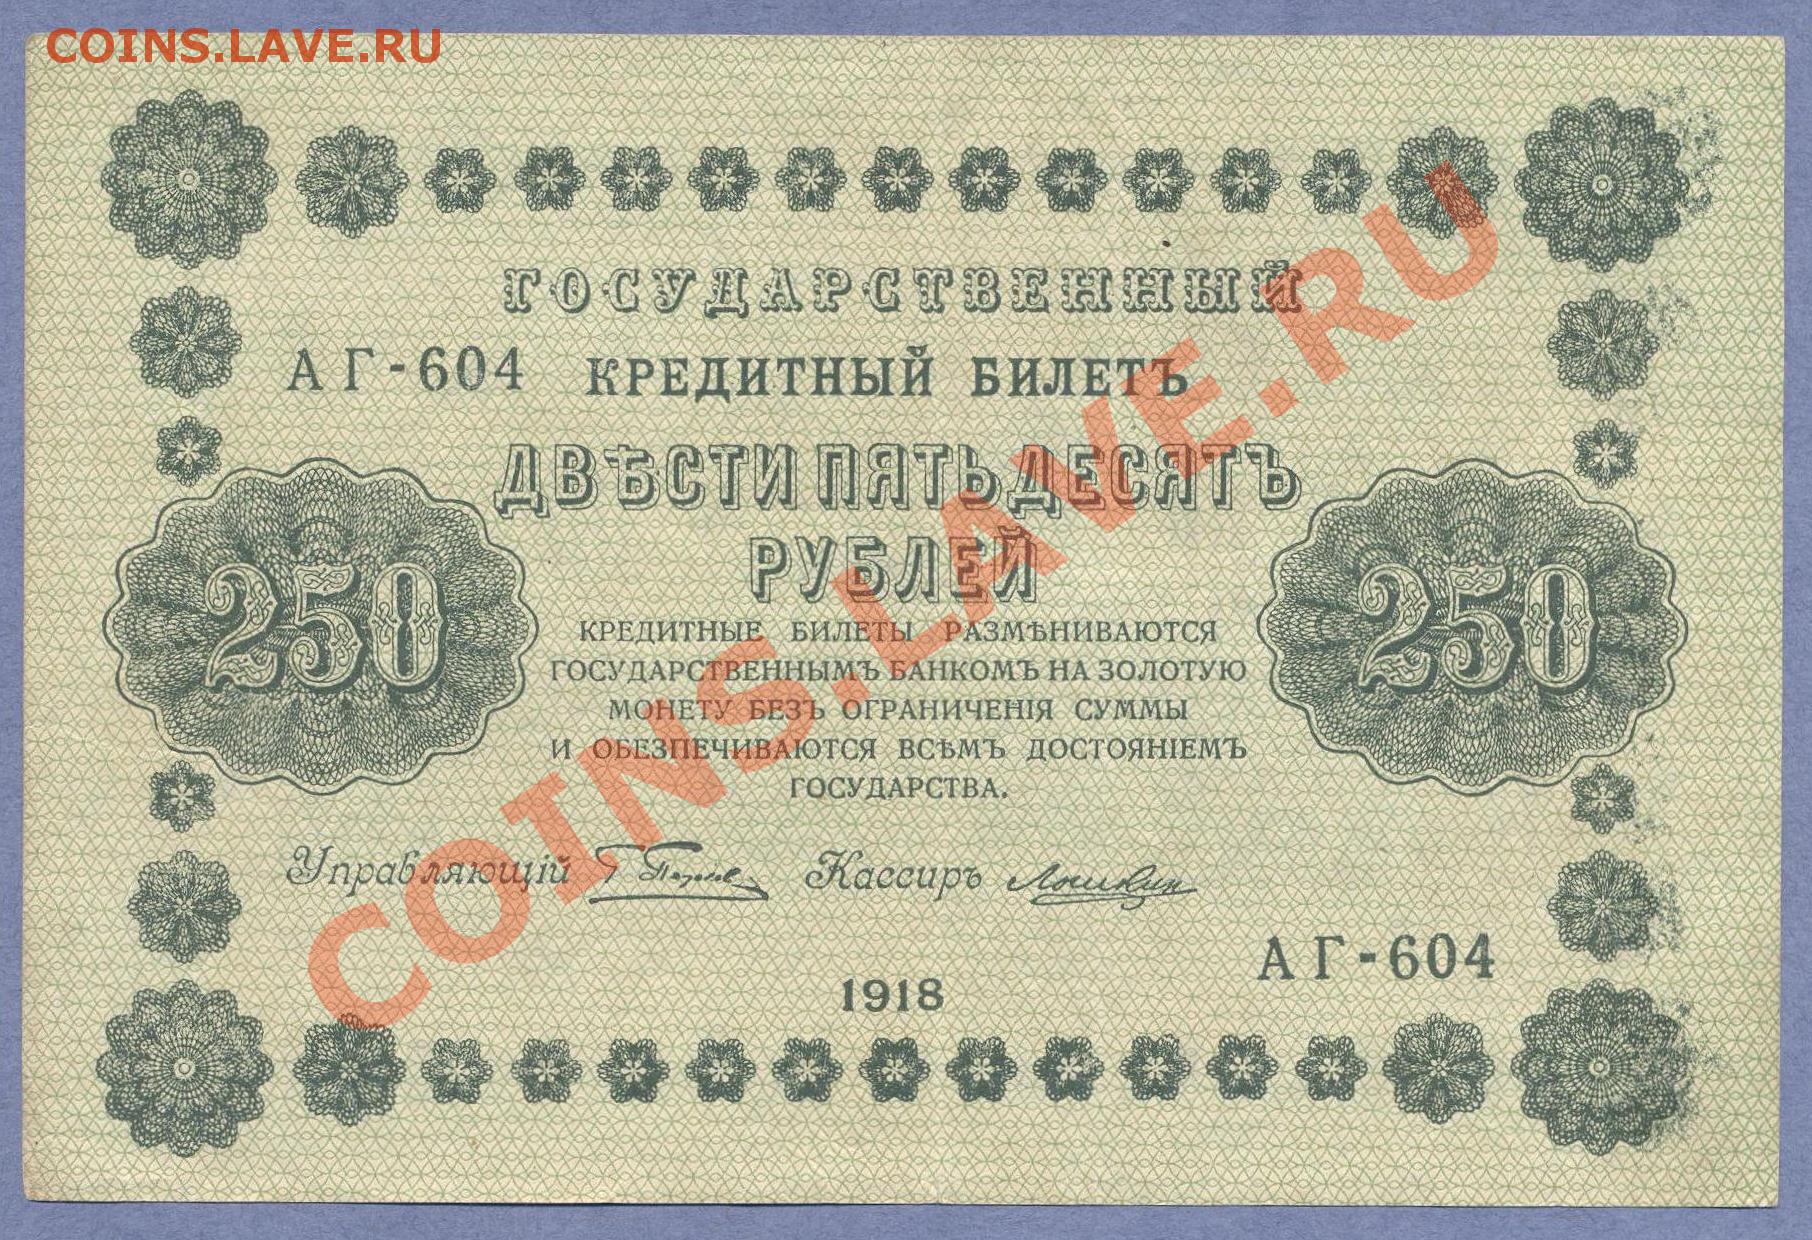 COINS.LAVE.RU
ГОСУДАРСТВЕННЫЙ
АГ-604 КРЕДИТНЫЙ БИЛЕТЪ
ДВѢСТИ ПЯТЬДЕСЯТЪ
РУБЛЕЙ
250 250
КРЕДИТНЫЕ БИЛЕТЫ РАЗМѢНИВАЮТСЯ
ГОСУДАРСТВЕННЫМЪ БАНКОМЪ НА ЗОЛОТУЮ
МОНЕТУ БЕЗЪ ОГРАНИЧЕНІЯ СУММЫ
И ОБЕЗПЕЧИВАЮТСЯ ВСѢМЪ ДОСТОЯНІЕМЪ
ГОСУДАРСТВА.
Управляющій Кассиръ Лошкин
АГ-604
1918
COINS.LAVE.RU